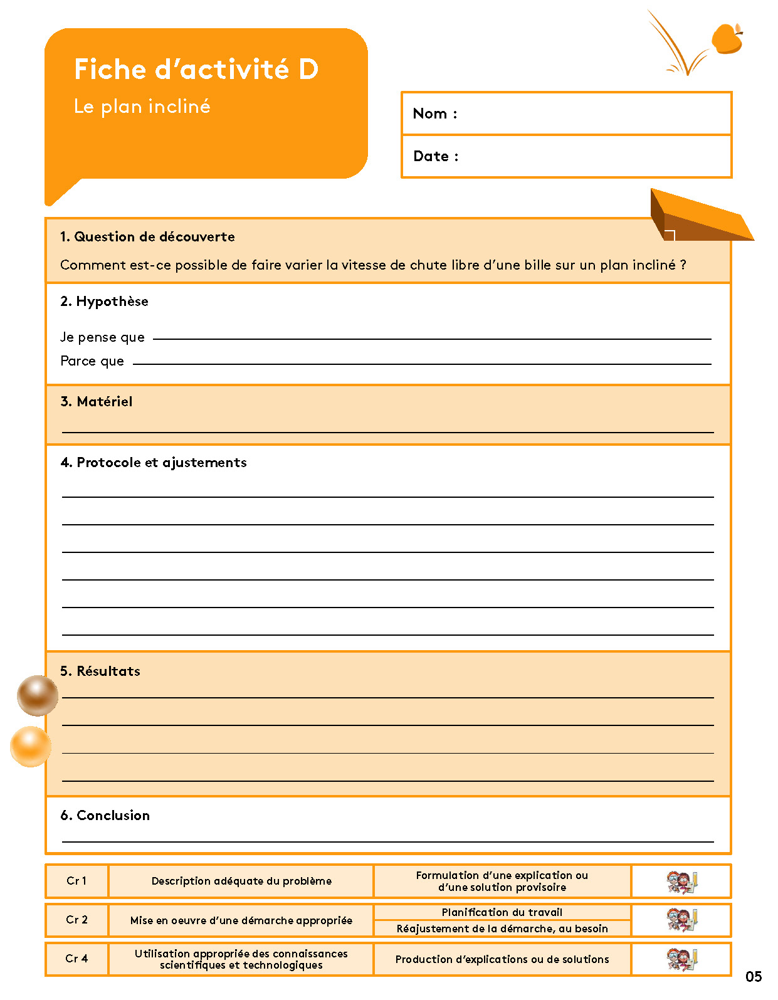 Fiche d’activité D
Le plan incliné
Nom :
Date :
1. Question de découverte
Comment est-ce possible de faire varier la vitesse de chute libre d’une bille sur un plan incliné ?
2. Hypothèse
Je pense que
Parce que
3. Matériel
4. Protocole et ajustements
5. Résultats
6. Conclusion
Cr 1
Description adéquate du problème
Formulation d’une explication ou
d’une solution provisoire
Cr 2
Mise en oeuvre d’une démarche appropriée
Planification du travail
Réajustement de la démarche, au besoin
Cr 4
Utilisation appropriée des connaissances
scientifiques et technologiques
Production d’explications ou de solutions
05